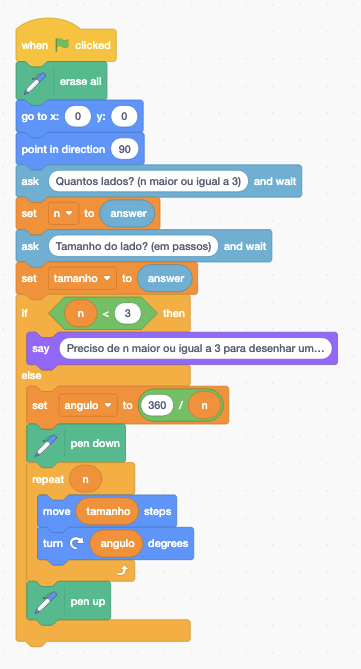 when clicked
erase all
go to x: 0 y: 0
point in direction 90
ask Quantos lados? (n maior ou igual a 3) and wait
set n to answer
ask Tamanho do lado? (em passos) and wait
set tamanho to answer
if n < 3 then
say Preciso de n maior ou igual a 3 para desenhar um...
else
set angulo to 360 / n
pen down
repeat n
move tamanho steps
turn angulo degrees
pen up